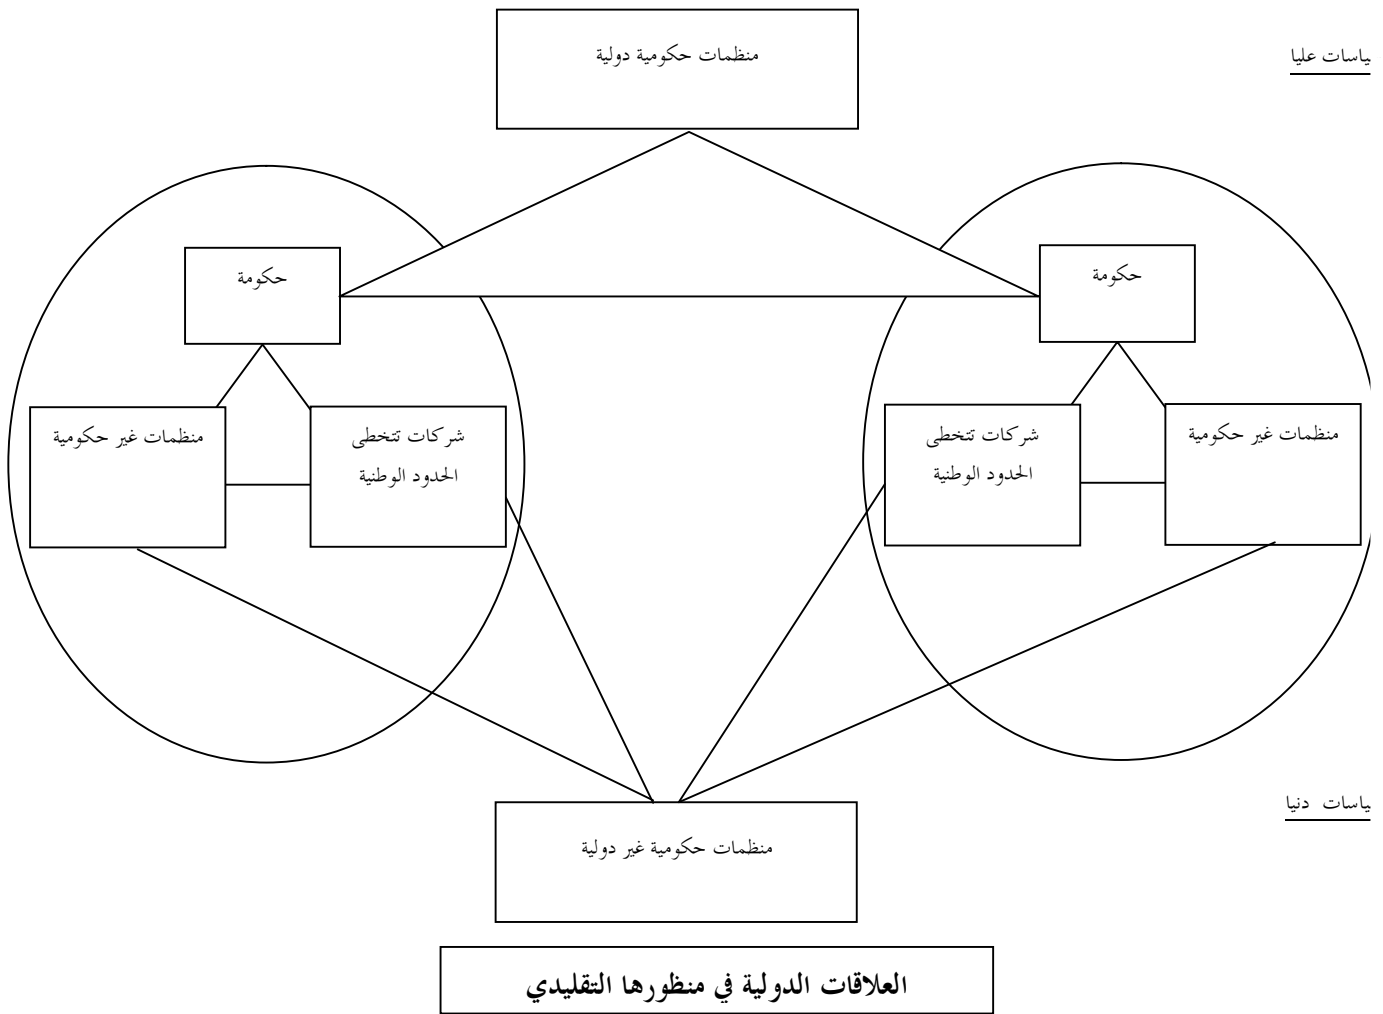 ياسات عليا
منظمات حكومية دولية
حكومة
حكومة
منظمات غير حكومية
شركات تتخطى
الحدود الوطنية
شركات تتخطى
الحدود الوطنية
منظمات غير حكومية
ياسات دنيا
منظمات حكومية غير دولية
العلاقات الدولية في منظورها التقليدي